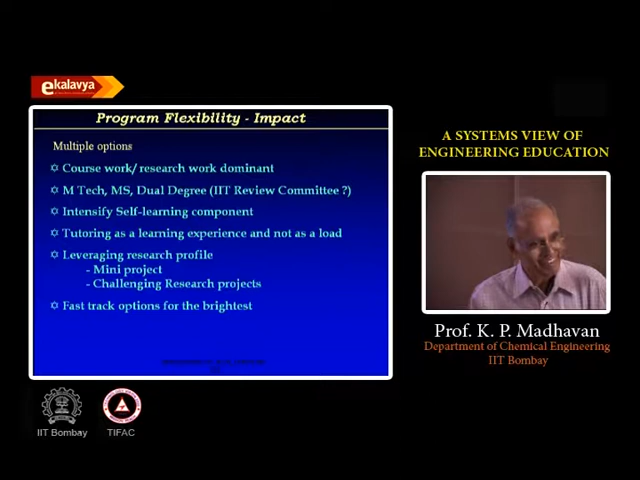 ekalavya
Program Flexibility - Impact
Multiple options
Course work/ research work dominant
M Tech, MS, Dual Degree (IIT Review Committee ?)
Intensify Self-learning component
Tutoring as a learning experience and not as a load
Leveraging research profile
- Mini project
- Challenging Research projects
Fast track options for the brightest
A SYSTEMS VIEW OF
ENGINEERING EDUCATION
Prof. K. P. Madhavan
Department of Chemical Engineering
IIT Bombay
IIT Bombay
TIFAC